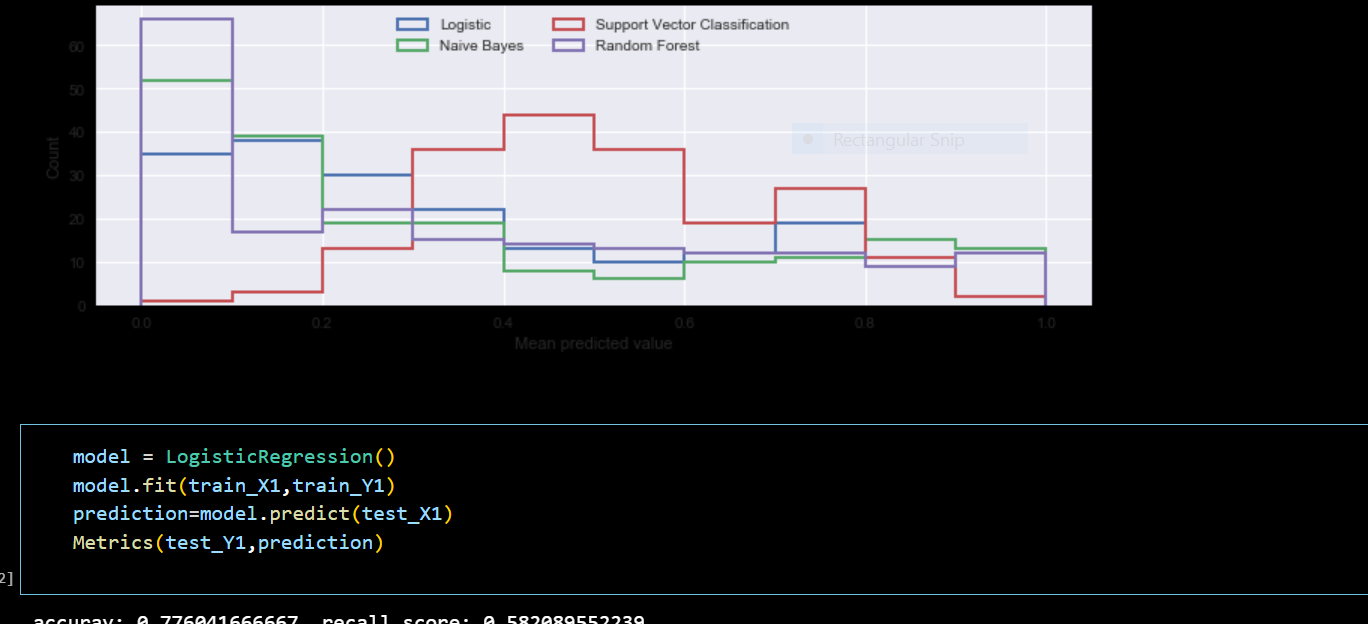 Logistic Support Vector Classification
Naive Bayes Random Forest
60
50
40
30
20
10
0
Count
Rectangular Snip
0.0 0.2 0.4 0.6 0.8 1.0
Mean predicted value
model = LogisticRegression()
model.fit(train_X1,train_Y1)
prediction=model.predict(test_X1)
Metrics(test_Y1,prediction)
2]
accuray: 0.776041666667 recall score: 0.582089552239